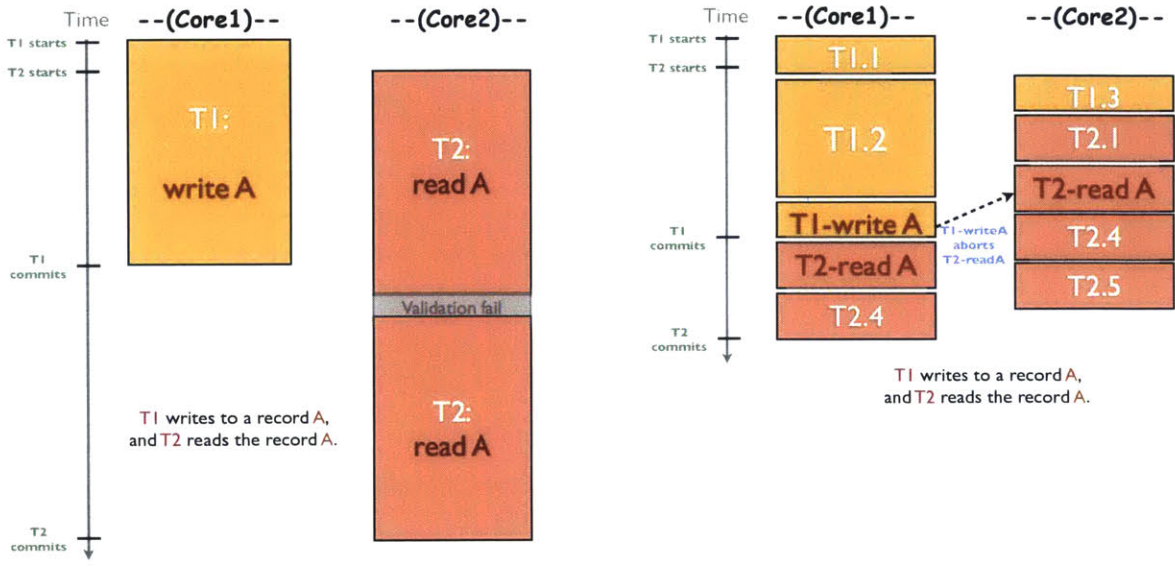 Time
--(Core1)--
--(Core2)--
T1 starts
T2 starts
T1:
write A
T2:
read A
T1
commits
Validation fail
T2:
read A
T1 writes to a record A,
and T2 reads the record A.
T2
commits
Time
--(Core1)--
--(Core2)--
T1 starts
T2 starts
T1.1
T1.2
T1.3
T2.1
T2-read A
T1-write A
T1-writeA
aborts
T2-readA
T1
commits
T2-read A
T2.4
T2.4
T2.5
T2
commits
T1 writes to a record A,
and T2 reads the record A.